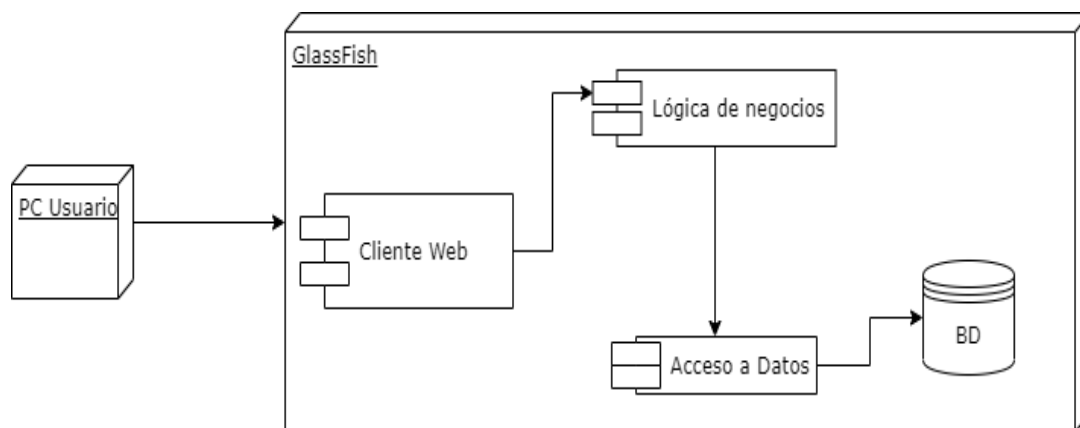 GlassFish
Lógica de negocios
PC Usuario
Cliente Web
BD
Acceso a Datos